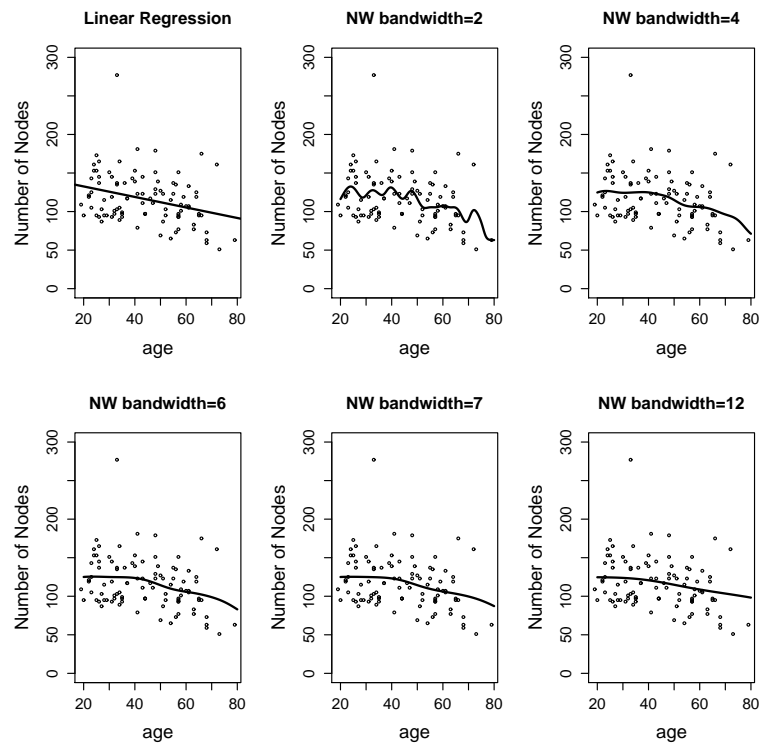 Linear Regression
Number of Nodes
0 50 100 200 300
20 40 60 80
age
NW bandwidth=2
Number of Nodes
0 50 100 200 300
20 40 60 80
age
NW bandwidth=4
Number of Nodes
0 50 100 200 300
20 40 60 80
age
NW bandwidth=6
Number of Nodes
0 50 100 200 300
20 40 60 80
age
NW bandwidth=7
Number of Nodes
0 50 100 200 300
20 40 60 80
age
NW bandwidth=12
Number of Nodes
0 50 100 200 300
20 40 60 80
age